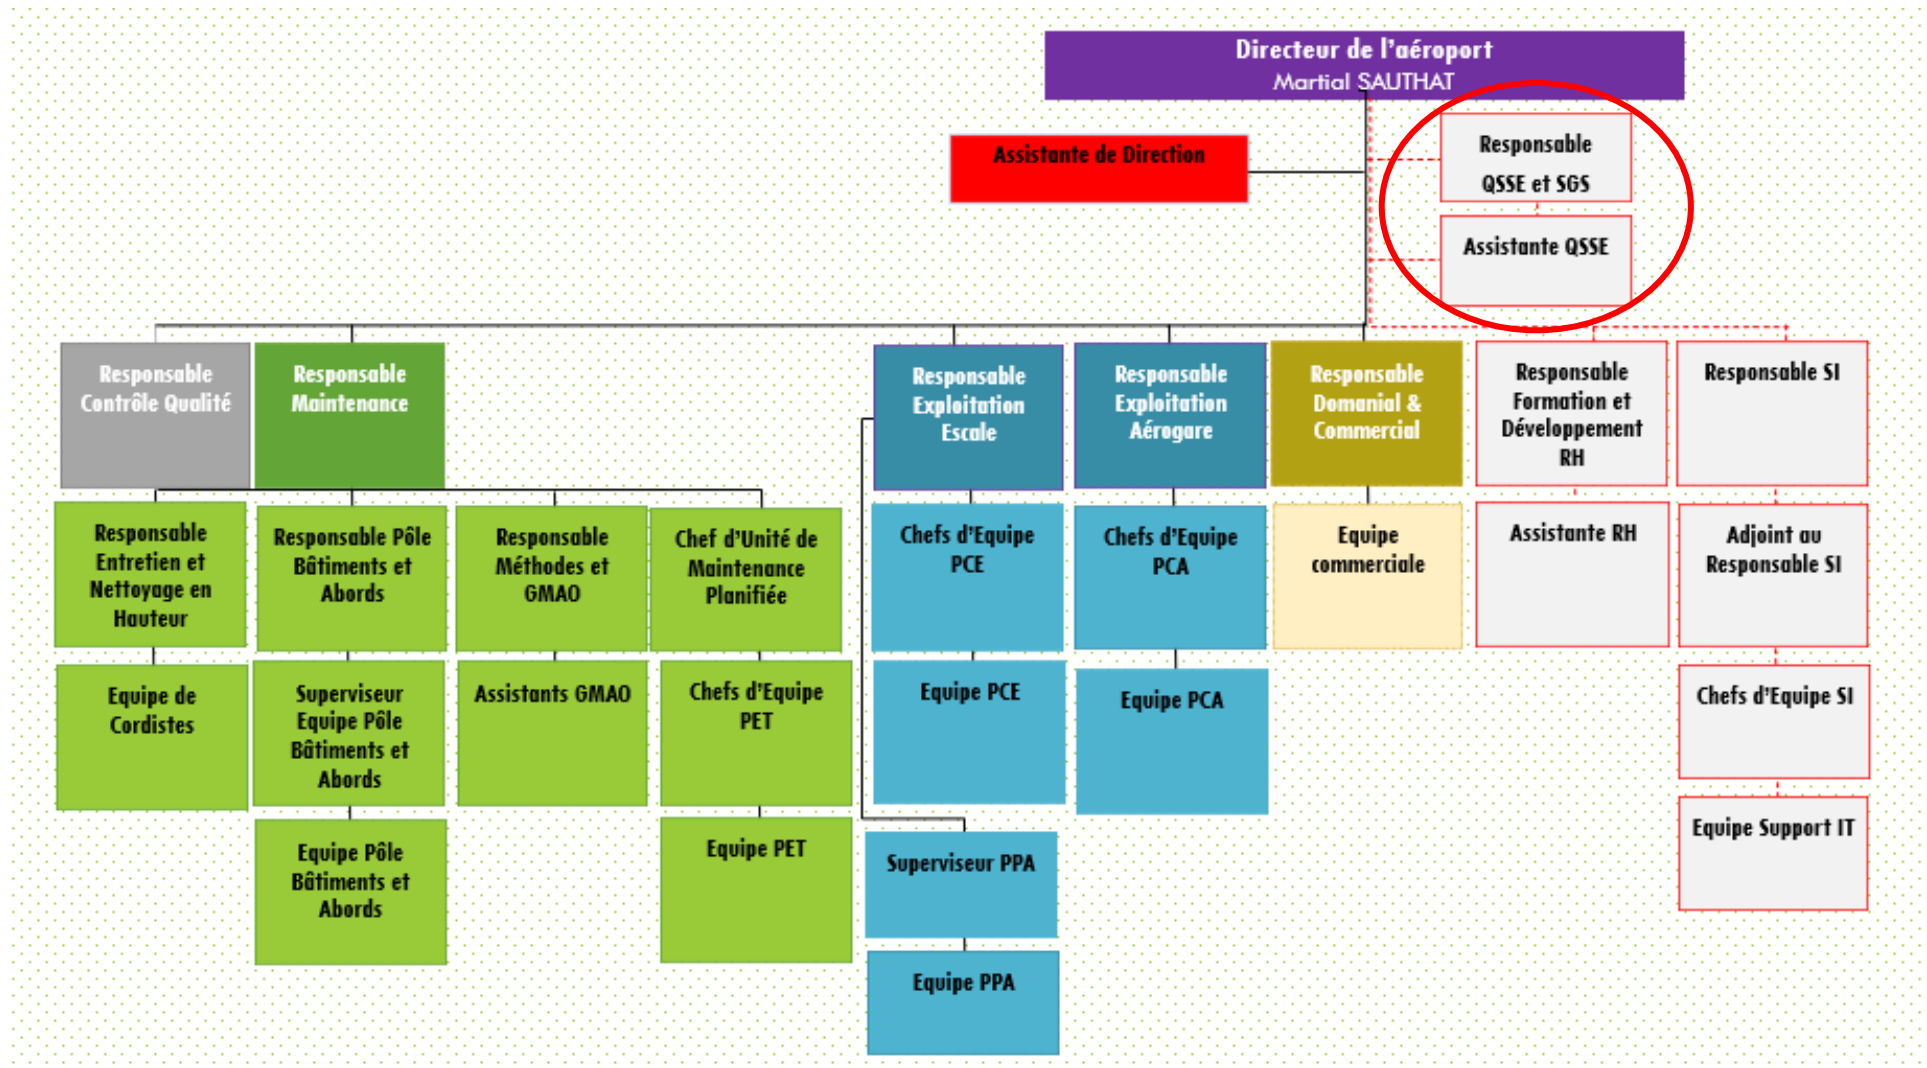 Directeur de l'aéroport
Martial SAUTHAT
Assistante de Direction
Responsable
QSSE et SGS
Assistante QSSE
Responsable
Contrôle Qualité
Responsable
Maintenance
Responsable
Exploitation
Escale
Responsable
Exploitation
Aérogare
Responsable
Domanial &
Commercial
Responsable
Formation et
Développement
RH
Responsable SI
Responsable
Entretien et
Nettoyage en
Hauteur
Responsable Pôle
Bâtiments et
Abords
Responsable
Méthodes et
GMAO
Chef d'Unité de
Maintenance
Planifiée
Chefs d'Equipe
PCE
Chefs d'Equipe
PCA
Equipe
commerciale
Assistante RH
Adjoint au
Responsable SI
Equipe de
Cordistes
Superviseur
Equipe Pôle
Bâtiments et
Abords
Assistants GMAO
Chefs d'Equipe
PET
Equipe PCE
Equipe PCA
Chefs d'Equipe SI
Equipe Pôle
Bâtiments et
Abords
Equipe PET
Superviseur PPA
Equipe Support IT
Equipe PPA